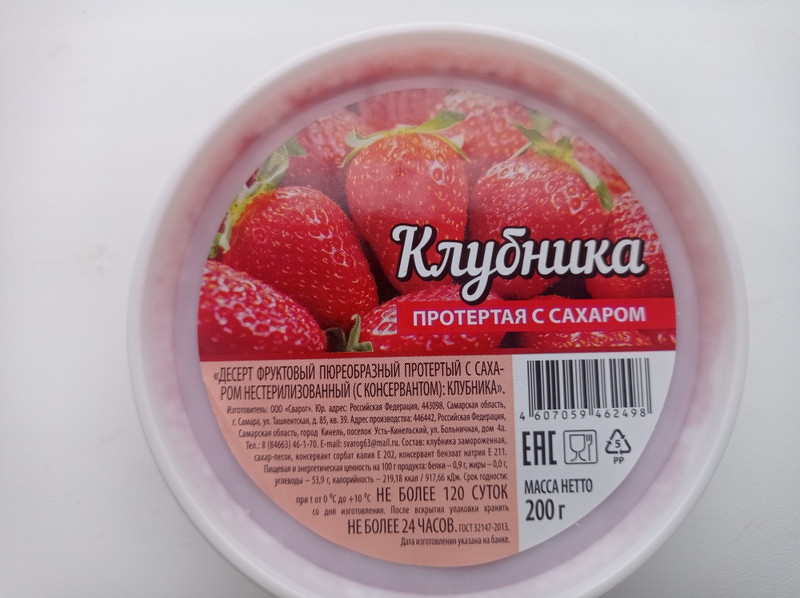 Клубника
ПРОТЕРТАЯ С САХАРОМ
«ДЕСЕРТ ФРУКТОВЫЙ ПЮРЕОБРАЗНЫЙ ПРОТЕРТЫЙ С САХА-
РОМ НЕСТЕРИЛИЗОВАННЫЙ (С КОНСЕРВАНТОМ): КЛУБНИКА».
Изготовитель: ООО «Сварог». Юр. адрес: Российская Федерация, 443098, Самарская область,
г. Самара, ул. Ташкентская, д. 85, кв. 39. Адрес производства: 446442, Российская Федерация,
Самарская область, город Кинель, поселок Усть-Кинельский, ул. Больничная, дом 4а.
Тел.: 8 (84663) 46-1-70. E-mail: svarog63@mail.ru. Состав: клубника замороженная,
сахар-песок, консервант сорбат калия Е 202, консервант бензоат натрия Е 211.
Пищевая и энергетическая ценность на 100 г продукта: белки – 0,9 г, жиры – 0,0 г,
углеводы – 53,9 г, калорийность – 219,18 ккал / 917,66 кДж. Срок годности:
при t от 0 °С до +10 °С НЕ БОЛЕЕ 120 СУТОК
со дня изготовления. После вскрытия упаковки хранить
НЕ БОЛЕЕ 24 ЧАСОВ. ГОСТ 32147-2013.
Дата изготовления указана на банке.
4 607059 462498
ЕАС
5
PP
МАССА НЕТТО
200 г